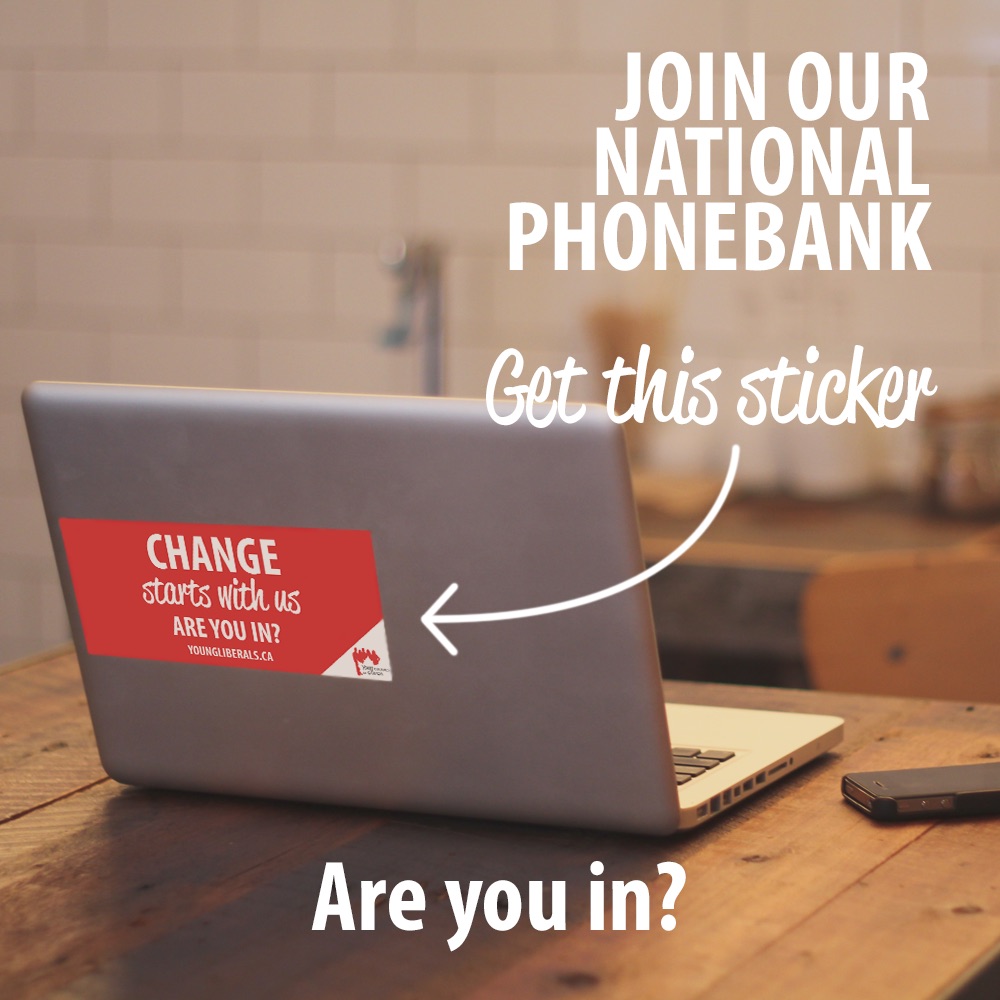 JOIN OUR
NATIONAL
PHONEBANK
Get this sticker
CHANGE
starts with us
ARE YOU IN?
YOUNGLIBERALS.CA
Are you in?